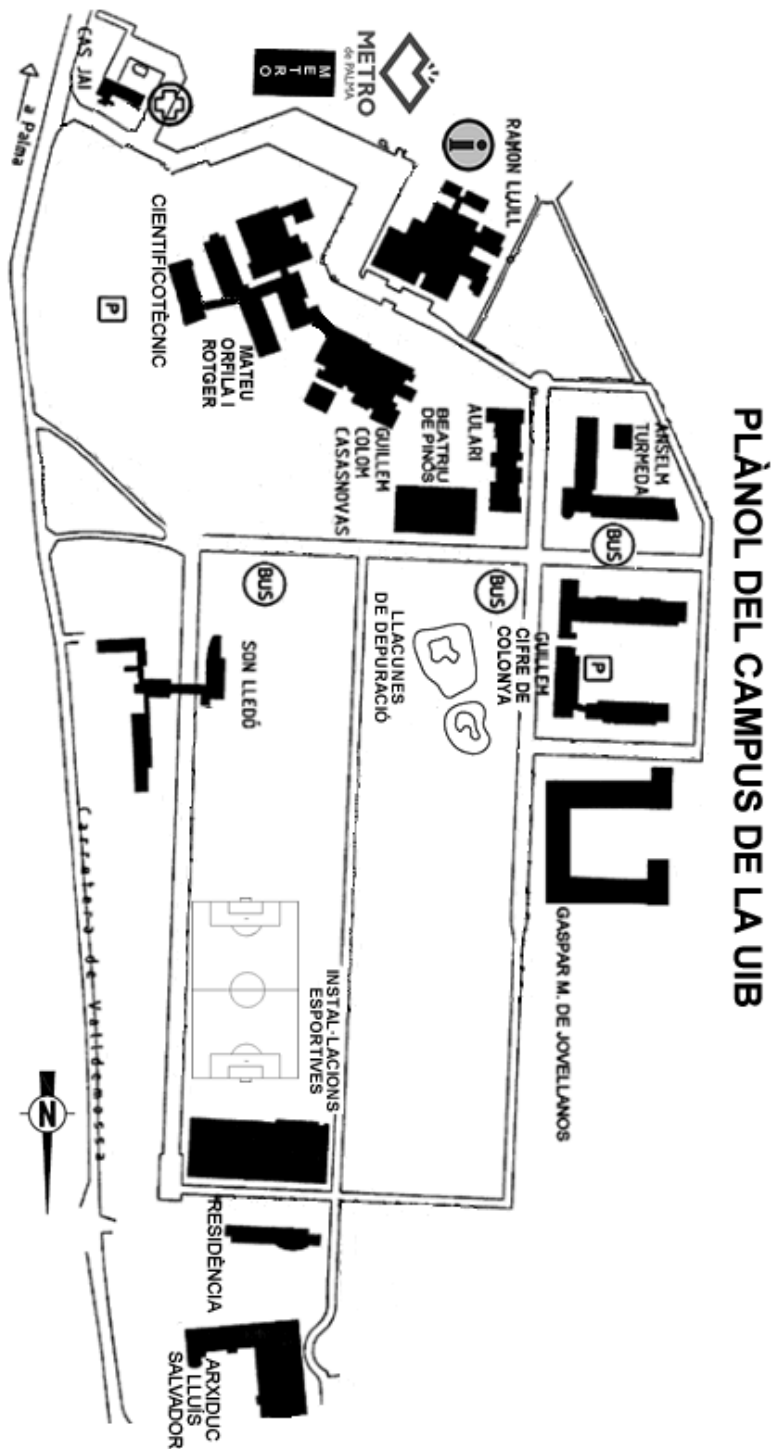 PLÀNOL DEL CAMPUS DE LA UIB
CAS JAI
a Palma
M E
T R
O
METRO
de PALMA
i
RAMON LLULL
CIENTIFICOTÈCNIC
P
MATEU
ORFILA I
ROTGER
GUILLEM
COLOM
CASASNOVAS
BEATRIU
DE PINÓS
AULARI
ANSELM
TURMEDA
BUS
BUS
BUS
SON LLEDÓ
LLACUNES
DE DEPURACIÓ
GUILLEM
CIFRE DE
COLONYA
P
GASPAR M. DE JOVELLANOS
Carretera de Valldemossa
INSTAL·LACIONS
ESPORTIVES
N
RESIDÈNCIA
ARXIDUC
LLUÍS
SALVADOR